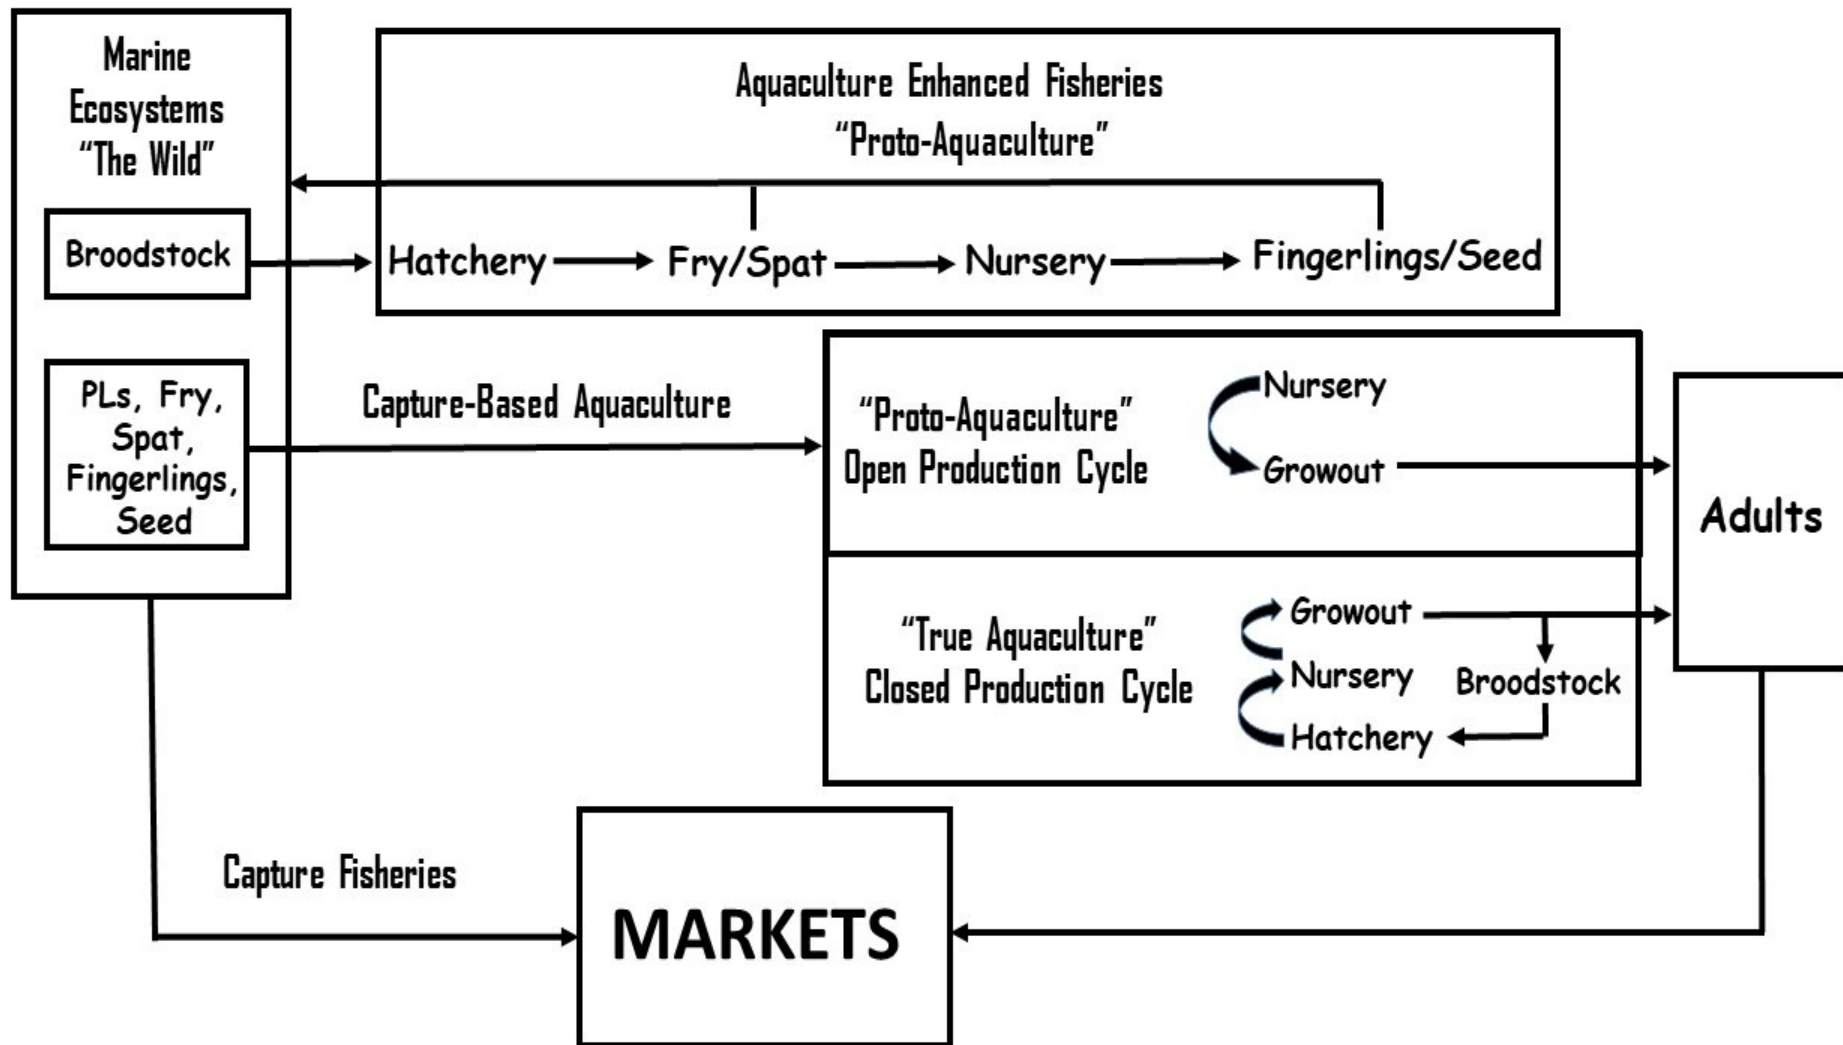 Marine
Ecosystems
“The Wild”
Broodstock
PLs, Fry,
Spat,
Fingerlings,
Seed
Aquaculture Enhanced Fisheries
“Proto-Aquaculture”
Hatchery
Fry/Spat
Nursery
Fingerlings/Seed
Capture-Based Aquaculture
“Proto-Aquaculture”
Open Production Cycle
Nursery
Growout
“True Aquaculture”
Closed Production Cycle
Growout
Nursery
Hatchery
Broodstock
Adults
Capture Fisheries
MARKETS